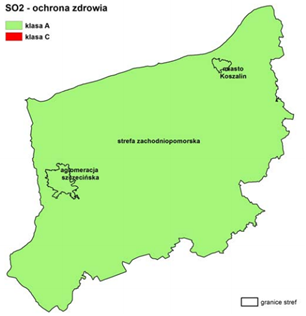 SO2 - ochrona zdrowia
klasa A
klasa C
miasto
Koszalin
strefa zachodniopomorska
aglomeracja
szczecińska
granice stref